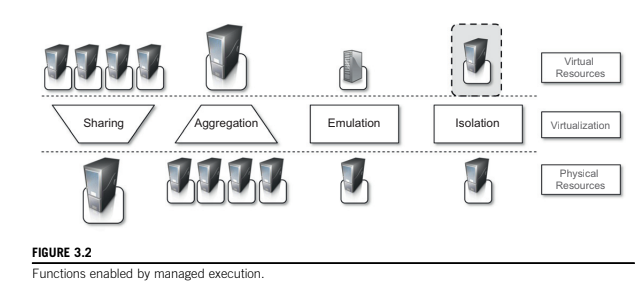 Virtual
Resources
Sharing
Aggregation
Emulation
Isolation
Virtualization
Physical
Resources
FIGURE 3.2
Functions enabled by managed execution.